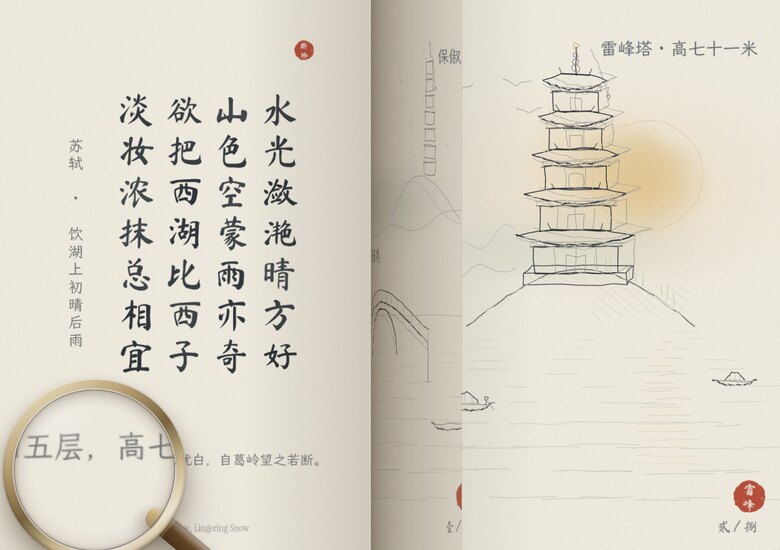 水光潋滟晴方好
山色空蒙雨亦奇
欲把西湖比西子
淡妆浓抹总相宜
苏轼 · 饮湖上初晴后雨
五层，高七
犹白，自葛岭望之若断。
Lingering Snow
保俶
壹/
雷峰塔·高七十一米
雷峰
贰/捌